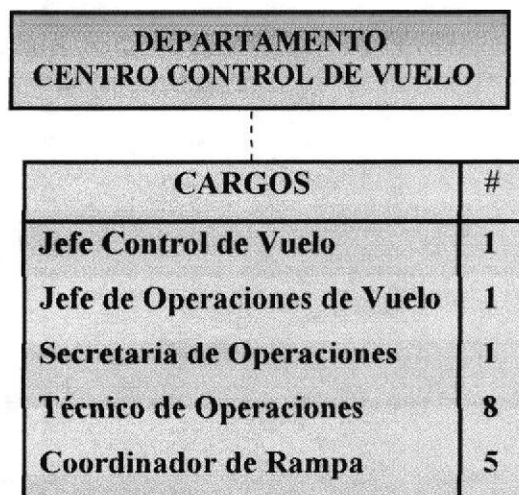 DEPARTAMENTO
CENTRO CONTROL DE VUELO
CARGOS #
Jefe Control de Vuelo 1
Jefe de Operaciones de Vuelo 1
Secretaria de Operaciones 1
Técnico de Operaciones 8
Coordinador de Rampa 5